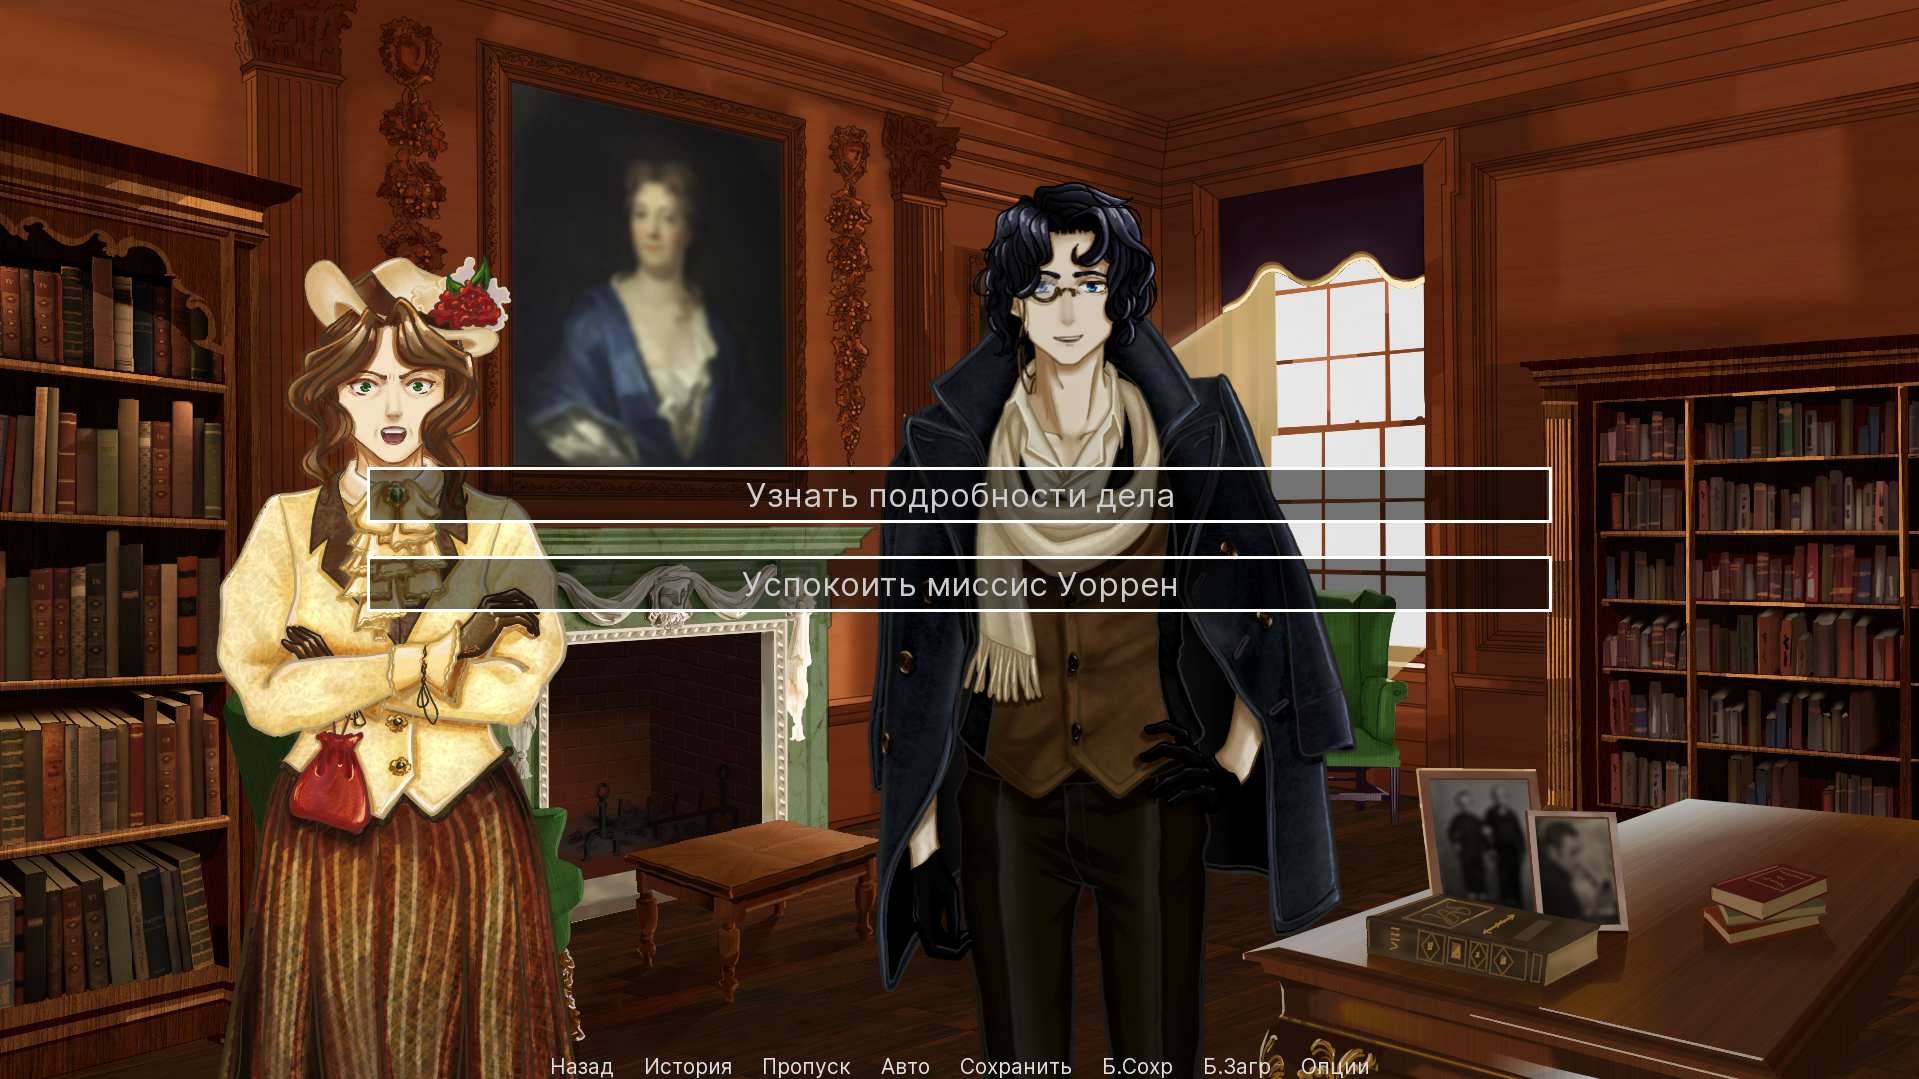 Узнать подробности дела
Успокоить миссис Уоррен
Назад История Пропуск Авто Сохранить Б.Сохр Б.Загр Опции